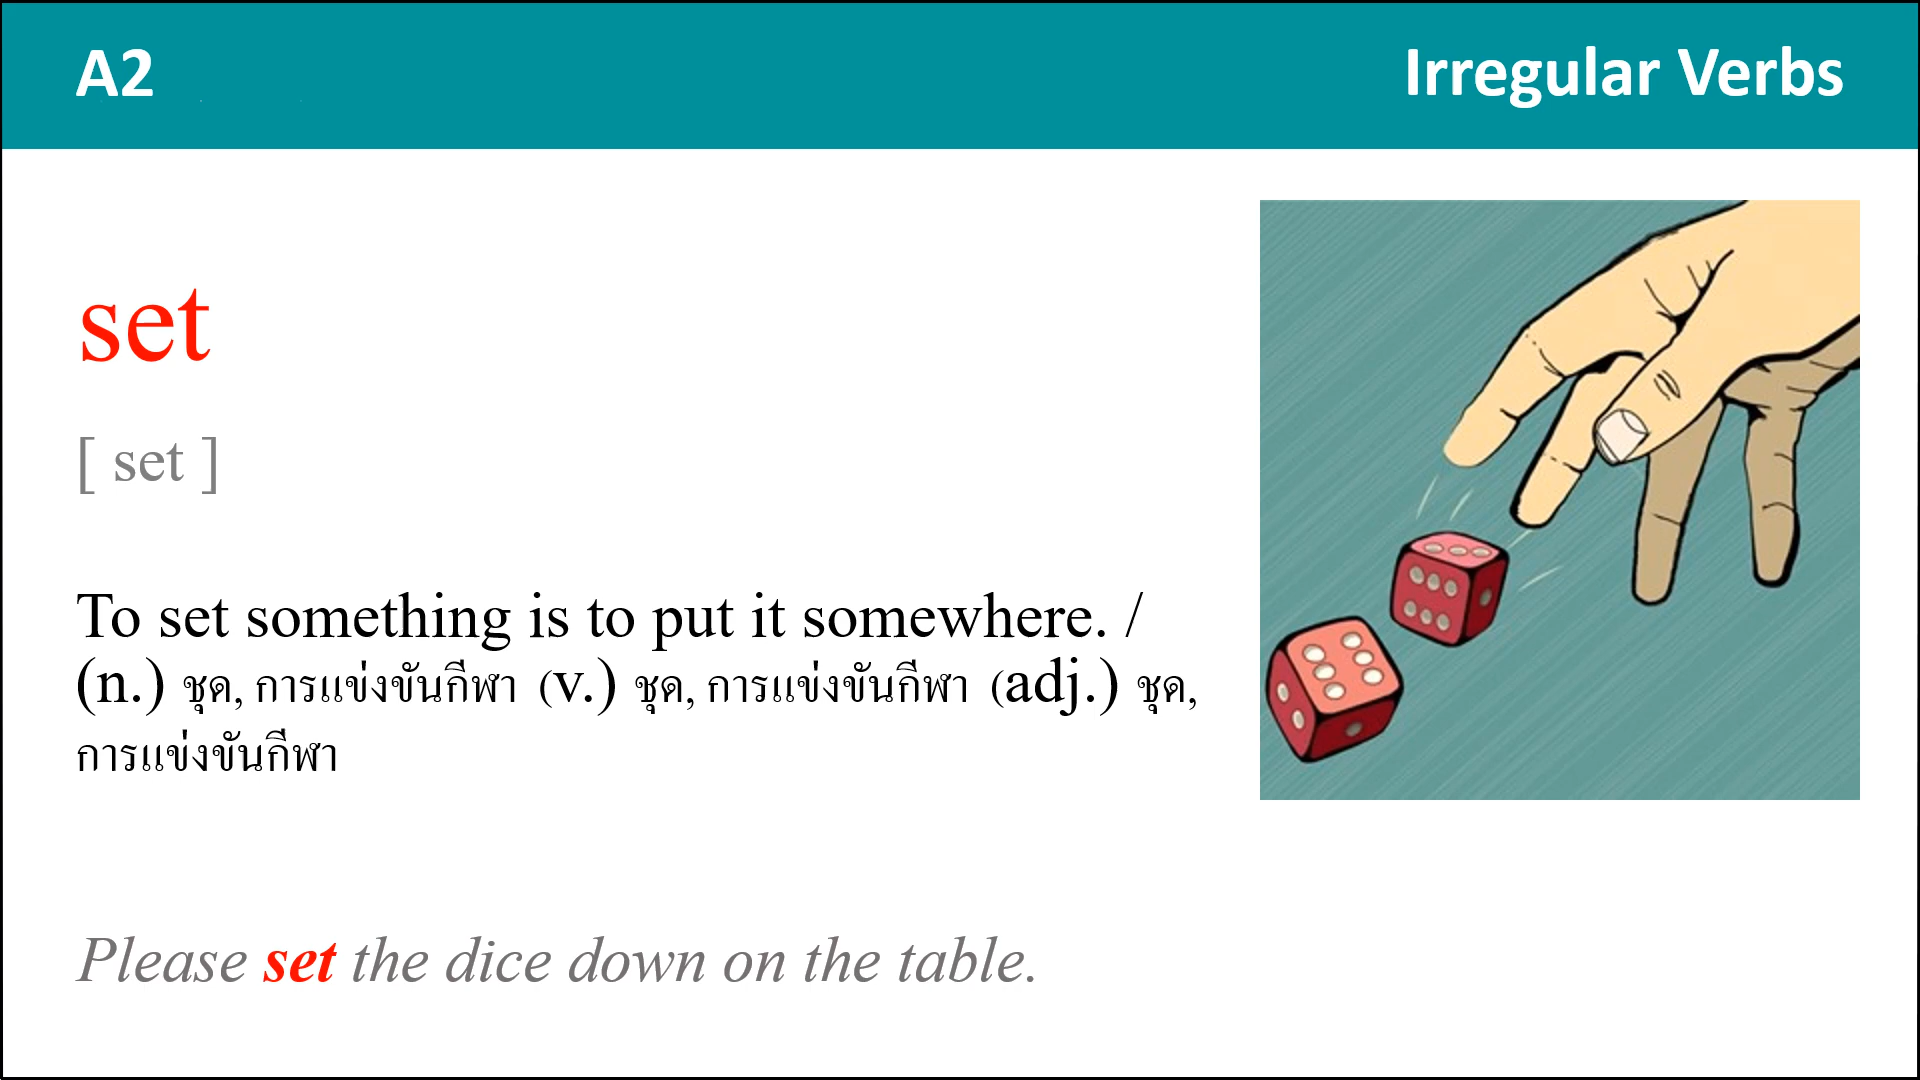 A2
Irregular Verbs
set
[ set ]
To set something is to put it somewhere. /
(n.) ชุด, การแข่งขันกีฬา (v.) ชุด, การแข่งขันกีฬา (adj.) ชุด,
การแข่งขันกีฬา
Please set the dice down on the table.